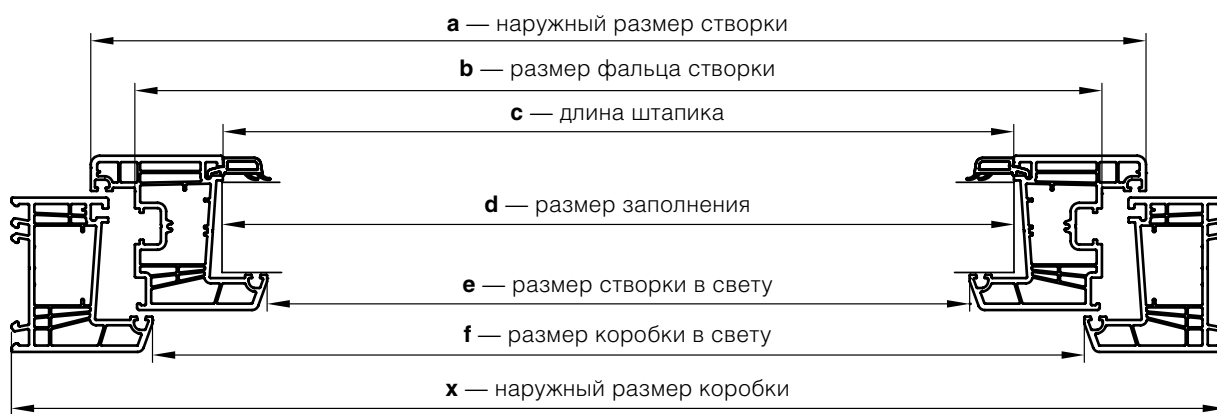 a — наружный размер створки
b — размер фальца створки
c — длина штапика
d — размер заполнения
e — размер створки в свету
f — размер коробки в свету
x — наружный размер коробки